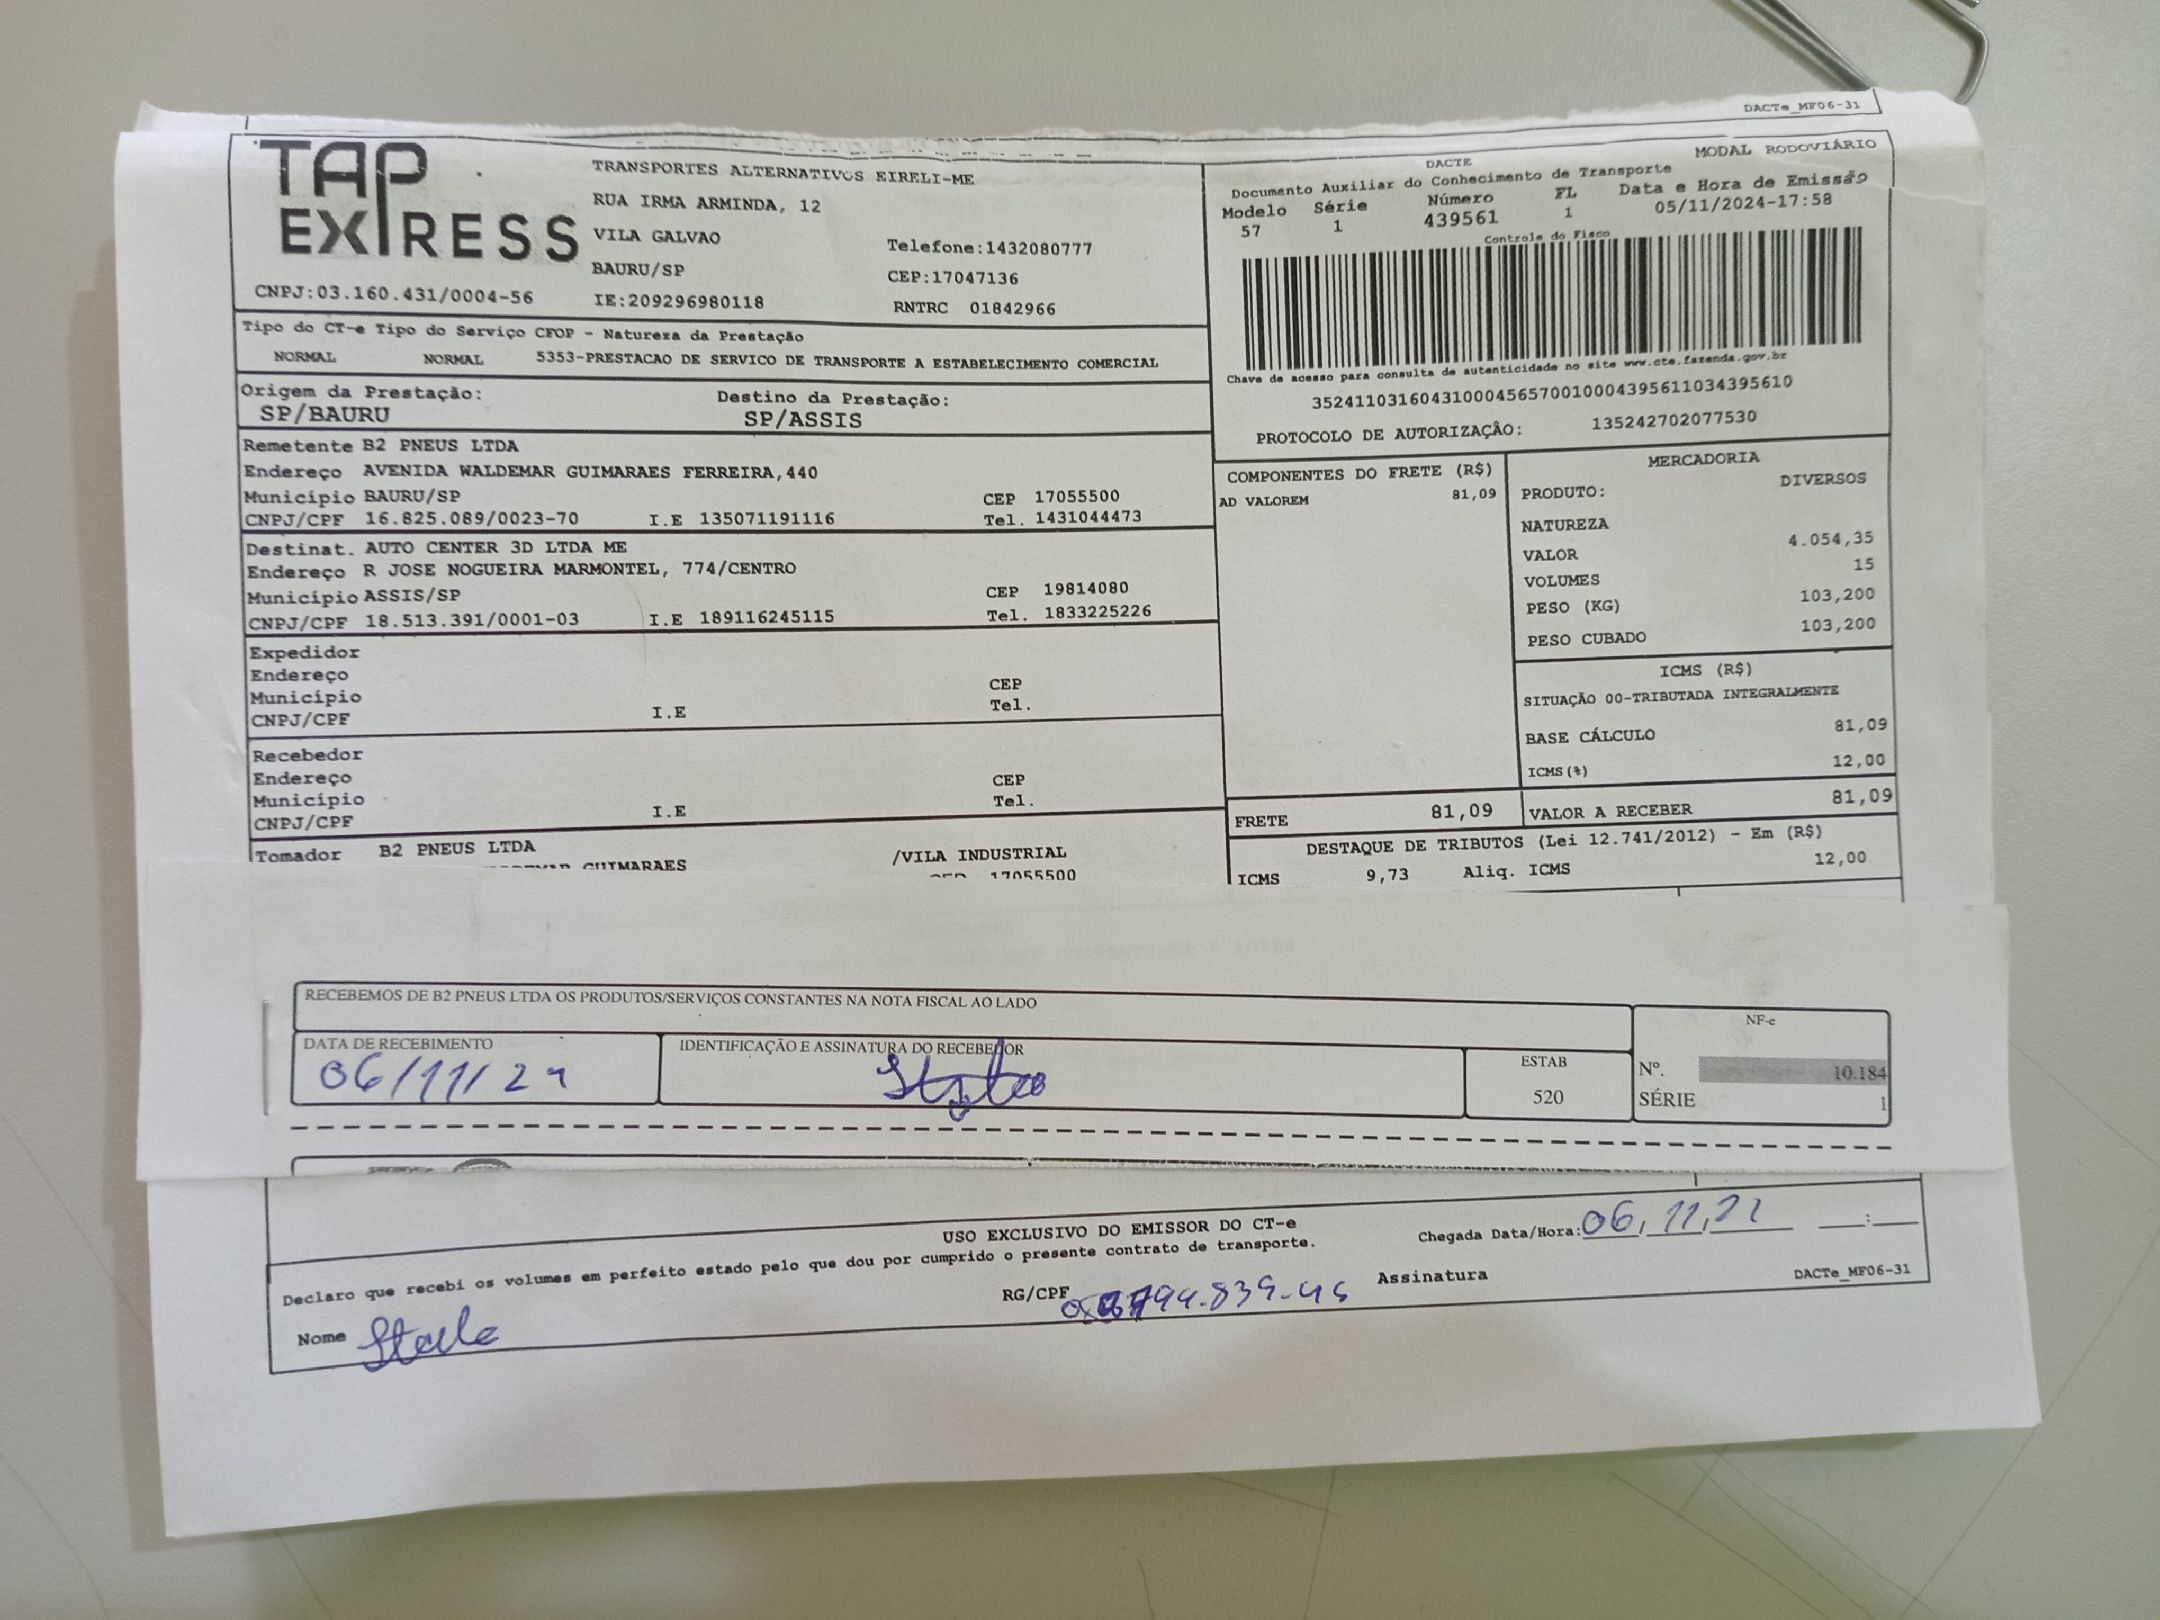 DACTe_MF06-31
TAP EXPRESS
TRANSPORTES ALTERNATIVOS EIRELI-ME
RUA IRMA ARMINDA, 12
VILA GALVAO
Telefone:1432080777
BAURU/SP
CEP:17047136
CNPJ:03.160.431/0004-56
IE:209296980118
RNTRC 01842966
DACTE
MODAL RODOVIÁRIO
Documento Auxiliar do Conhecimento de Transporte
Modelo Série Número FL Data e Hora de Emissão
57 1 439561 1 05/11/2024-17:58
Controle do Fisco
Chave de acesso para consulta de autenticidade no site www.cte.fazenda.gov.br
35241103160431000456570010004395611034395610
PROTOCOLO DE AUTORIZAÇÃO: 135242702077530
Tipo do CT-e Tipo do Serviço CFOP - Natureza da Prestação
NORMAL NORMAL 5353-PRESTACAO DE SERVICO DE TRANSPORTE A ESTABELECIMENTO COMERCIAL
Origem da Prestação: Destino da Prestação:
SP/BAURU SP/ASSIS
Remetente B2 PNEUS LTDA
Endereço AVENIDA WALDEMAR GUIMARAES FERREIRA,440
Município BAURU/SP CEP 17055500
CNPJ/CPF 16.825.089/0023-70 I.E 135071191116 Tel. 1431044473
Destinat. AUTO CENTER 3D LTDA ME
Endereço R JOSE NOGUEIRA MARMONTEL, 774/CENTRO
Município ASSIS/SP CEP 19814080
CNPJ/CPF 18.513.391/0001-03 I.E 189116245115 Tel. 1833225226
Expedidor
Endereço
Município CEP
CNPJ/CPF I.E Tel.
Recebedor
Endereço
Município CEP
CNPJ/CPF I.E Tel.
Tomador B2 PNEUS LTDA /VILA INDUSTRIAL
GUIMARAES CEP 17055500
COMPONENTES DO FRETE (R$)
AD VALOREM 81,09
MERCADORIA
PRODUTO: DIVERSOS
NATUREZA
VALOR 4.054,35
VOLUMES 15
PESO (KG) 103,200
PESO CUBADO 103,200
ICMS (R$)
SITUAÇÃO 00-TRIBUTADA INTEGRALMENTE
BASE CÁLCULO 81,09
ICMS(%) 12,00
FRETE 81,09 VALOR A RECEBER 81,09
DESTAQUE DE TRIBUTOS (Lei 12.741/2012) - Em (R$)
ICMS 9,73 Aliq. ICMS 12,00
RECEBEMOS DE B2 PNEUS LTDA OS PRODUTOS/SERVIÇOS CONSTANTES NA NOTA FISCAL AO LADO
DATA DE RECEBIMENTO IDENTIFICAÇÃO E ASSINATURA DO RECEBEDOR
06/11/24
ESTAB
520
NF-e
Nº. 10.184
SÉRIE 1
USO EXCLUSIVO DO EMISSOR DO CT-e
Chegada Data/Hora: 06, 11,
Declaro que recebi os volumes em perfeito estado pelo que dou por cumprido o presente contrato de transporte.
Nome RG/CPF Assinatura
DACTe_MF06-31